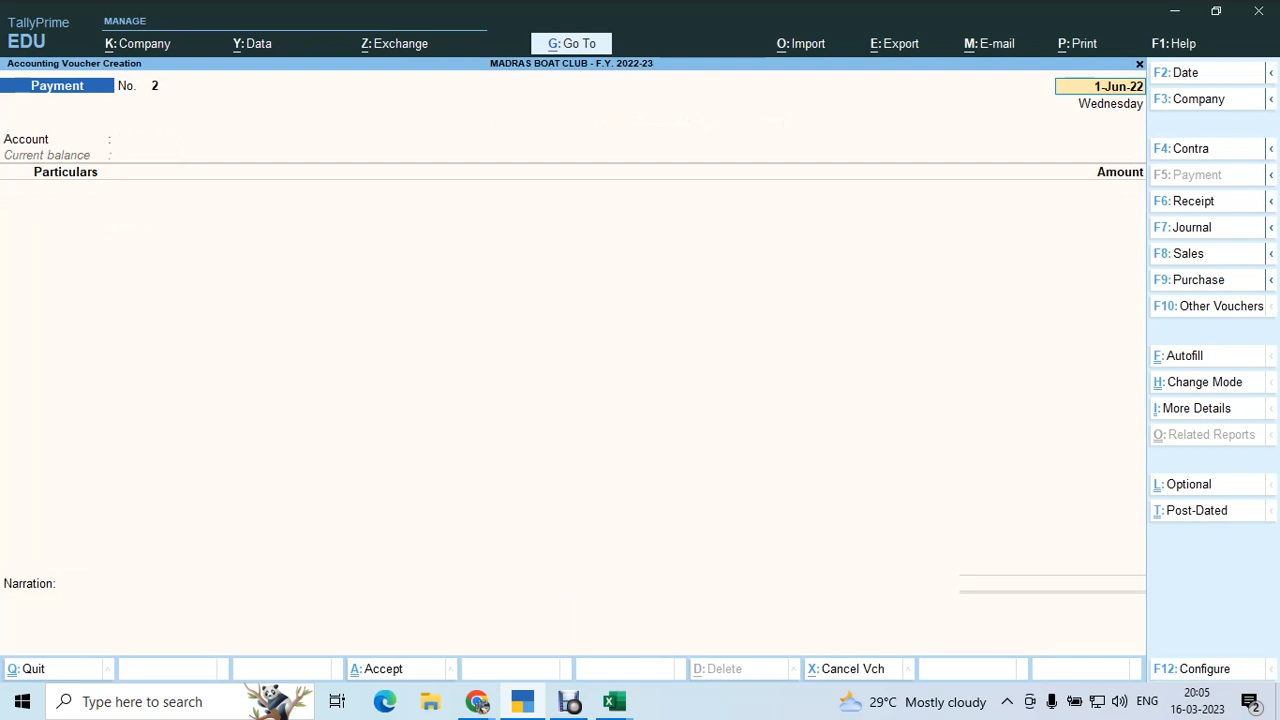 TallyPrime
EDU
MANAGE
K: Company
Y: Data
Z: Exchange
G: Go To
O: Import
E: Export
M: E-mail
P: Print
F1: Help
Accounting Voucher Creation
MADRAS BOAT CLUB - F.Y. 2022-23
Payment No. 2
1-Jun-22
Wednesday
Account :
Current balance :
Particulars
Amount
Narration:
F2: Date
F3: Company
F4: Contra
F5: Payment
F6: Receipt
F7: Journal
F8: Sales
F9: Purchase
F10: Other Vouchers
F: Autofill
H: Change Mode
I: More Details
O: Related Reports
L: Optional
T: Post-Dated
Q: Quit
A: Accept
D: Delete
X: Cancel Vch
F12: Configure
Type here to search
29°C Mostly cloudy
ENG
20:05
16-03-2023
2